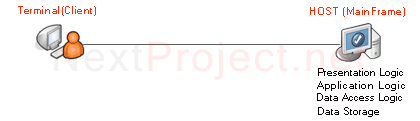 Terminal(Client)
HOST (MainFrame)
NextProject.net
Presentation Logic
Application Logic
Data Access Logic
Data Storage